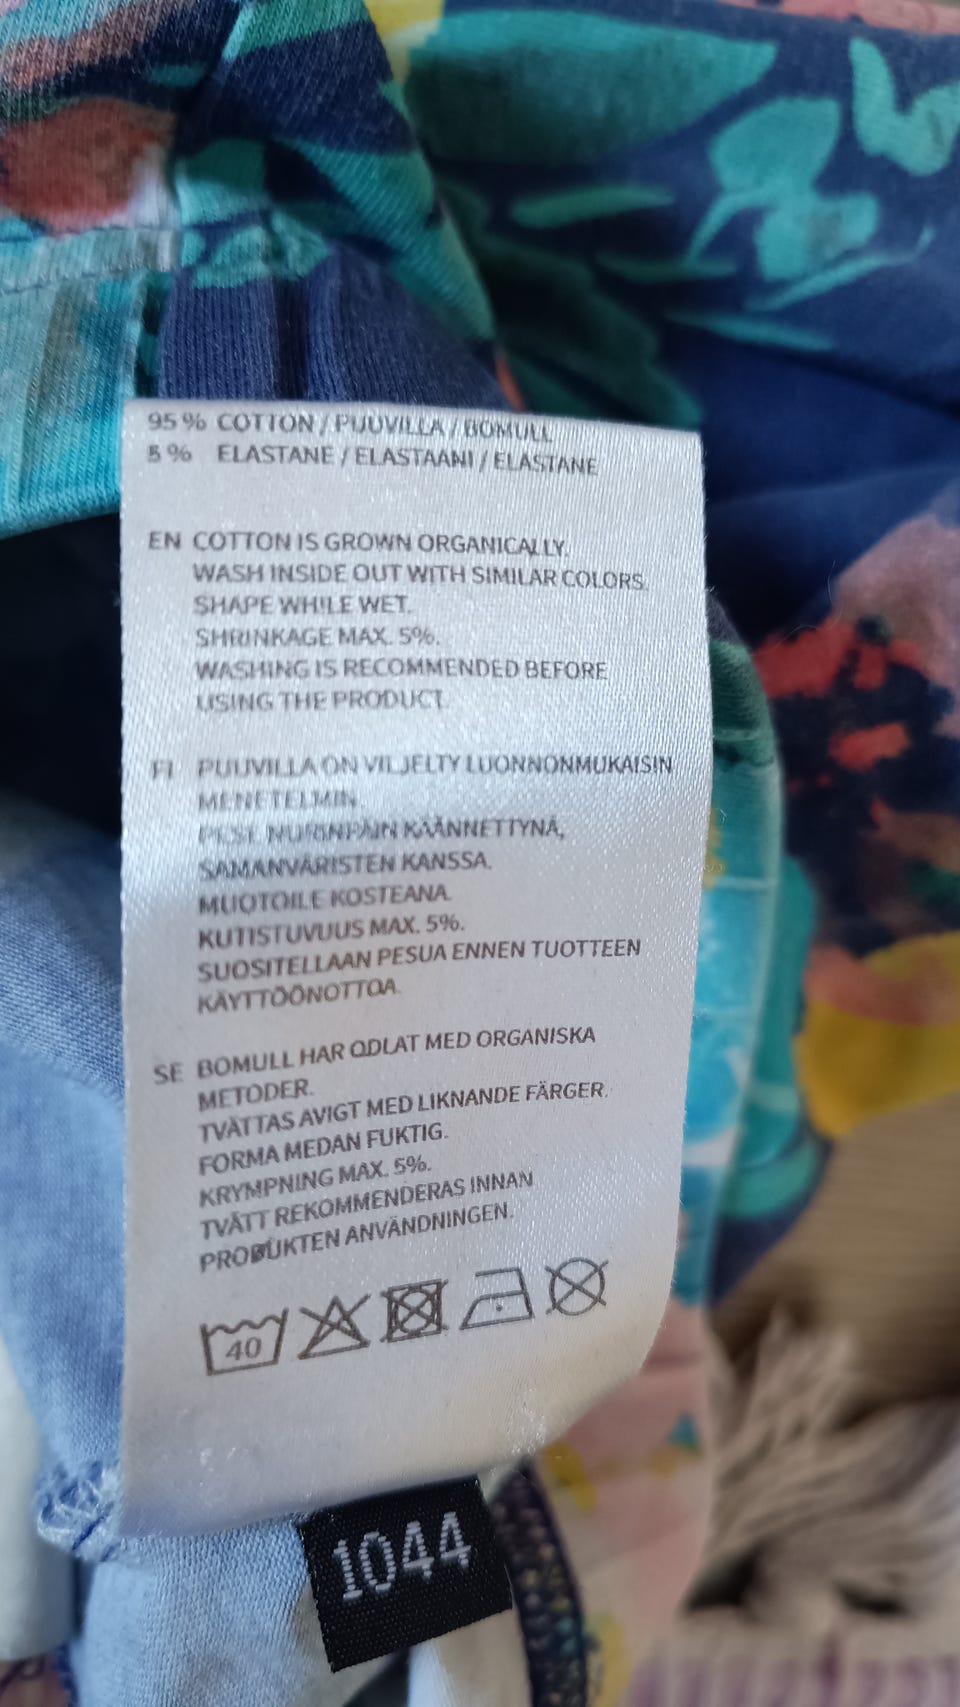 95 % COTTON / PUUVILLA / BOMULL
5 % ELASTANE / ELASTAANI / ELASTANE
EN COTTON IS GROWN ORGANICALLY.
WASH INSIDE OUT WITH SIMILAR COLORS.
SHAPE WHILE WET.
SHRINKAGE MAX. 5%.
WASHING IS RECOMMENDED BEFORE
USING THE PRODUCT.
FI PUUVILLA ON VILJELTY LUONNONMUKAISIN
MENETELMIN.
PESE NURINPÄIN KÄÄNNETTYNÄ,
SAMANVÄRISTEN KANSSA.
MUOTOILE KOSTEANA.
KUTISTUVUUS MAX. 5%.
SUOSITELLAAN PESUA ENNEN TUOTTEEN
KÄYTTÖÖNOTTOA.
SE BOMULL HAR ODLAT MED ORGANISKA
METODER.
TVÄTTAS AVIGT MED LIKNANDE FÄRGER.
FORMA MEDAN FUKTIG.
KRYMPNING MAX. 5%.
TVÄTT REKOMMENDERAS INNAN
PRODUKTEN ANVÄNDNINGEN.
40
1044